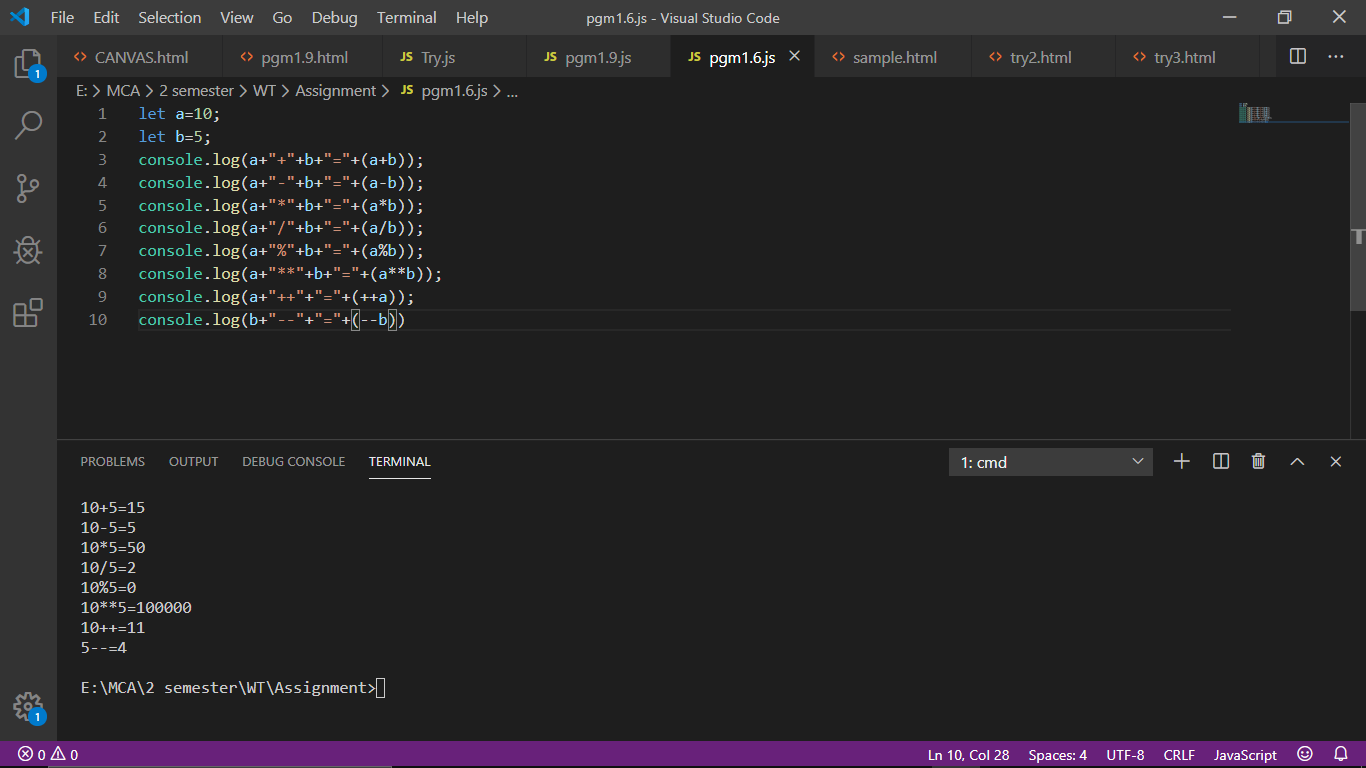 File Edit Selection View Go Debug Terminal Help pgm1.6.js - Visual Studio Code
CANVAS.html pgm1.9.html JS Try.js JS pgm1.9.js JS pgm1.6.js sample.html try2.html try3.html
E: > MCA > 2 semester > WT > Assignment > JS pgm1.6.js > ...
1 let a=10;
2 let b=5;
3 console.log(a+"+"+b+"="+(a+b));
4 console.log(a+"-"+b+"="+(a-b));
5 console.log(a+"*"+b+"="+(a*b));
6 console.log(a+"/"+b+"="+(a/b));
7 console.log(a+"%"+b+"="+(a%b));
8 console.log(a+"**"+b+"="+(a**b));
9 console.log(a+"++"+"="+(++a));
10 console.log(b+"--"+"="+(--b))
PROBLEMS OUTPUT DEBUG CONSOLE TERMINAL 1: cmd
10+5=15
10-5=5
10*5=50
10/5=2
10%5=0
10**5=100000
10++=11
5--=4
E:\MCA\2 semester\WT\Assignment>
1
1
0 0 Ln 10, Col 28 Spaces: 4 UTF-8 CRLF JavaScript